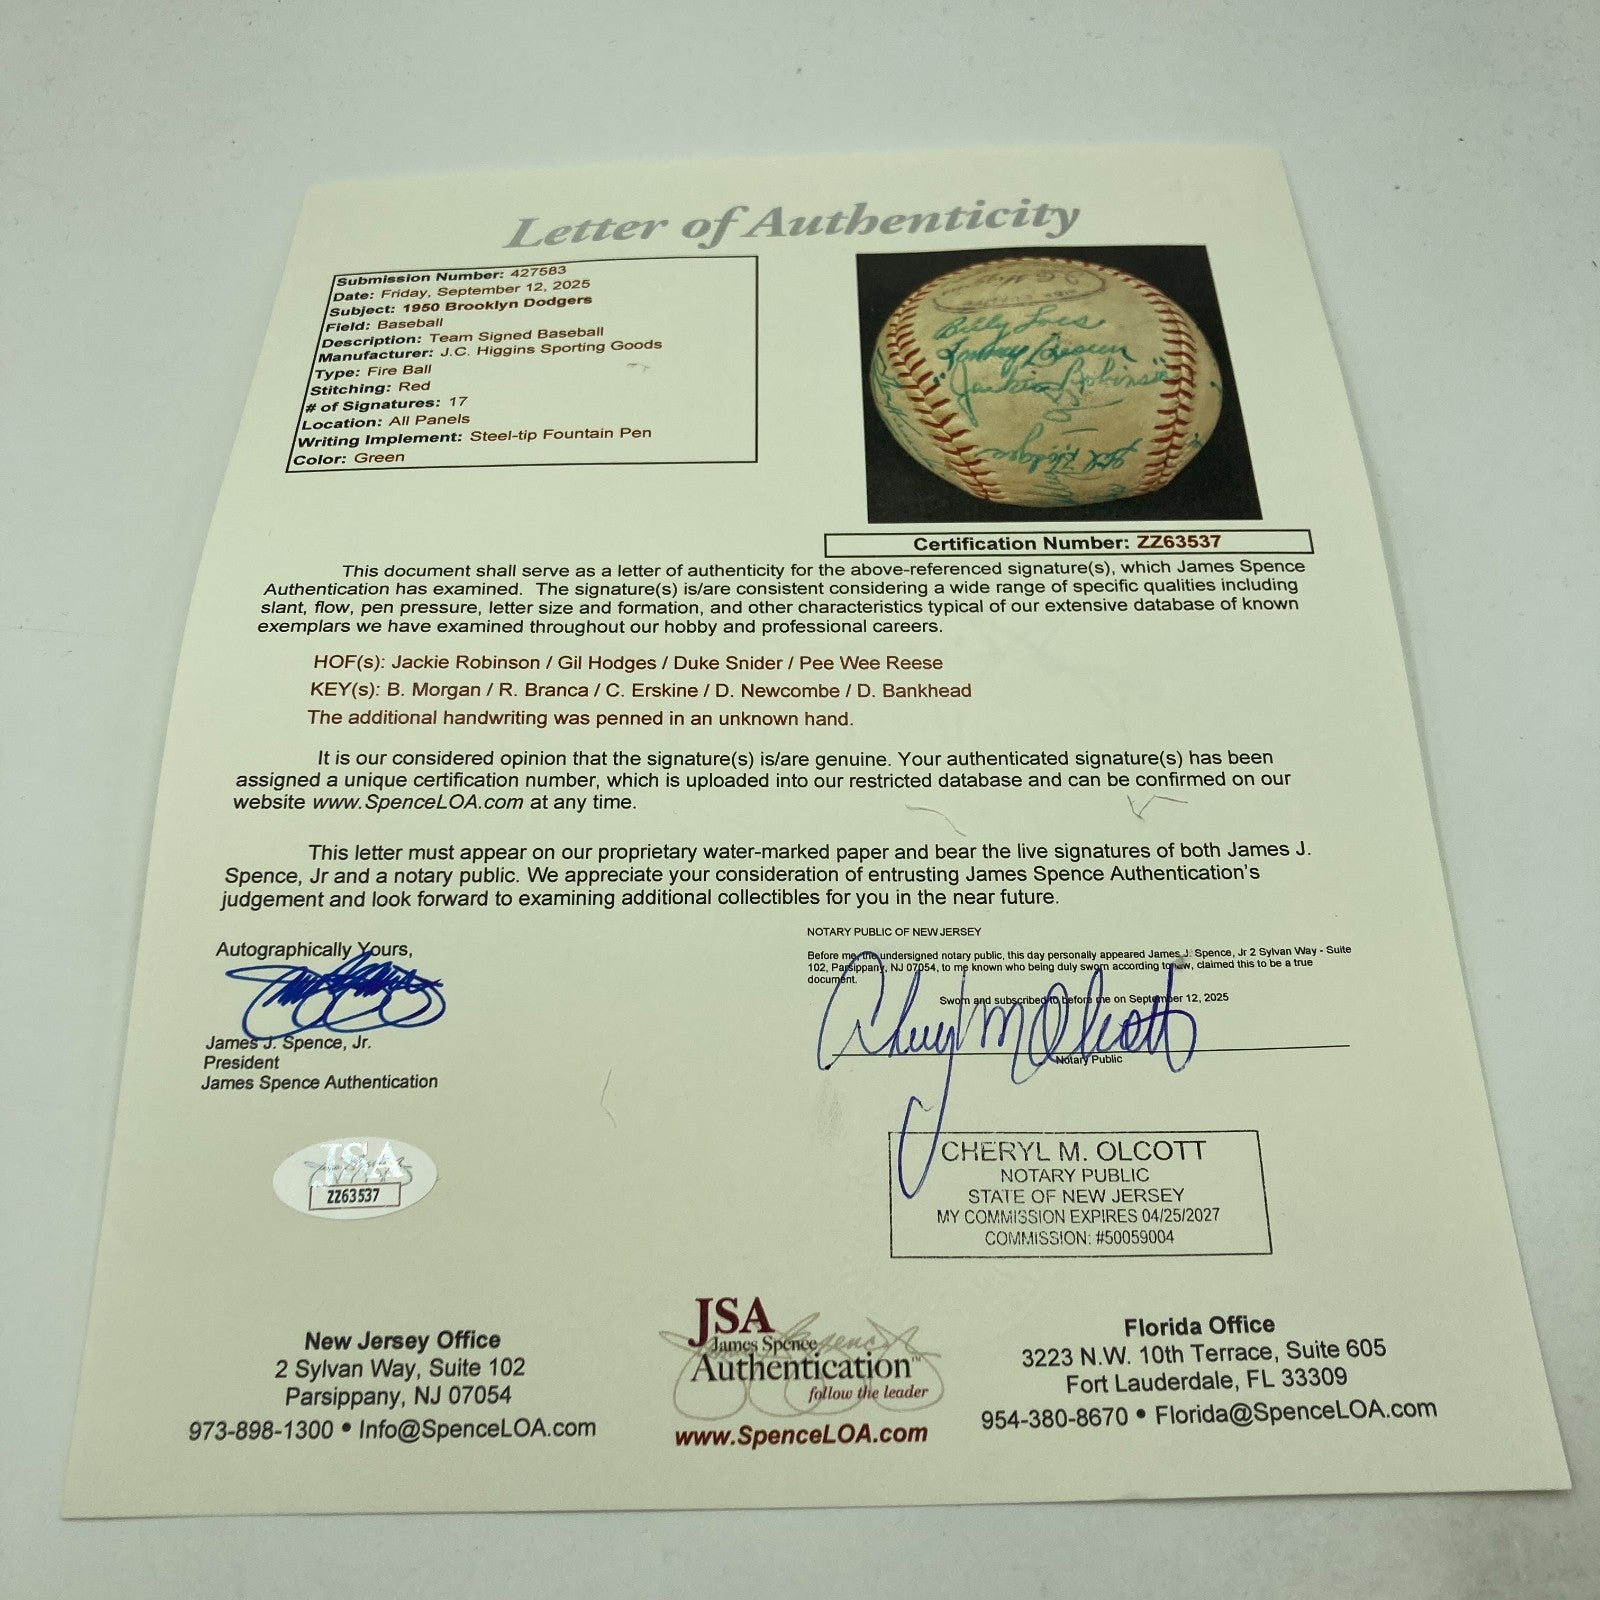 Letter of Authenticity
Submission Number: 427583
Date: Friday, September 12, 2025
Subject: 1950 Brooklyn Dodgers
Field: Baseball
Description: Team Signed Baseball
Manufacturer: J.C. Higgins Sporting Goods
Type: Fire Ball
Stitching: Red
# of Signatures: 17
Location: All Panels
Writing Implement: Steel-tip Fountain Pen
Color: Green
Billy Loes
Tommy Brown
"Jackie Robinson"
Gil Hodges
Certification Number: ZZ63537
This document shall serve as a letter of authenticity for the above-referenced signature(s), which James Spence
Authentication has examined. The signature(s) is/are consistent considering a wide range of specific qualities including
slant, flow, pen pressure, letter size and formation, and other characteristics typical of our extensive database of known
exemplars we have examined throughout our hobby and professional careers.
HOF(s): Jackie Robinson / Gil Hodges / Duke Snider / Pee Wee Reese
KEY(s): B. Morgan / R. Branca / C. Erskine / D. Newcombe / D. Bankhead
The additional handwriting was penned in an unknown hand.
It is our considered opinion that the signature(s) is/are genuine. Your authenticated signature(s) has been
assigned a unique certification number, which is uploaded into our restricted database and can be confirmed on our
website www.SpenceLOA.com at any time.
This letter must appear on our proprietary water-marked paper and bear the live signatures of both James J.
Spence, Jr and a notary public. We appreciate your consideration of entrusting James Spence Authentication's
judgement and look forward to examining additional collectibles for you in the near future.
Autographically Yours,
James J. Spence, Jr.
President
James Spence Authentication
NOTARY PUBLIC OF NEW JERSEY
Before me, the undersigned notary public, this day personally appeared James J. Spence, Jr 2 Sylvan Way - Suite
102, Parsippany, NJ 07054, to me known who being duly sworn according to law, claimed this to be a true
document.
Sworn and subscribed to before me on September 12, 2025
Cheryl M Olcott
Notary Public
CHERYL M. OLCOTT
NOTARY PUBLIC
STATE OF NEW JERSEY
MY COMMISSION EXPIRES 04/25/2027
COMMISSION: #50059004
JSA
ZZ63537
New Jersey Office
2 Sylvan Way, Suite 102
Parsippany, NJ 07054
973-898-1300 • Info@SpenceLOA.com
JSA
James Spence
Authentication™
follow the leader
www.SpenceLOA.com
Florida Office
3223 N.W. 10th Terrace, Suite 605
Fort Lauderdale, FL 33309
954-380-8670 • Florida@SpenceLOA.com